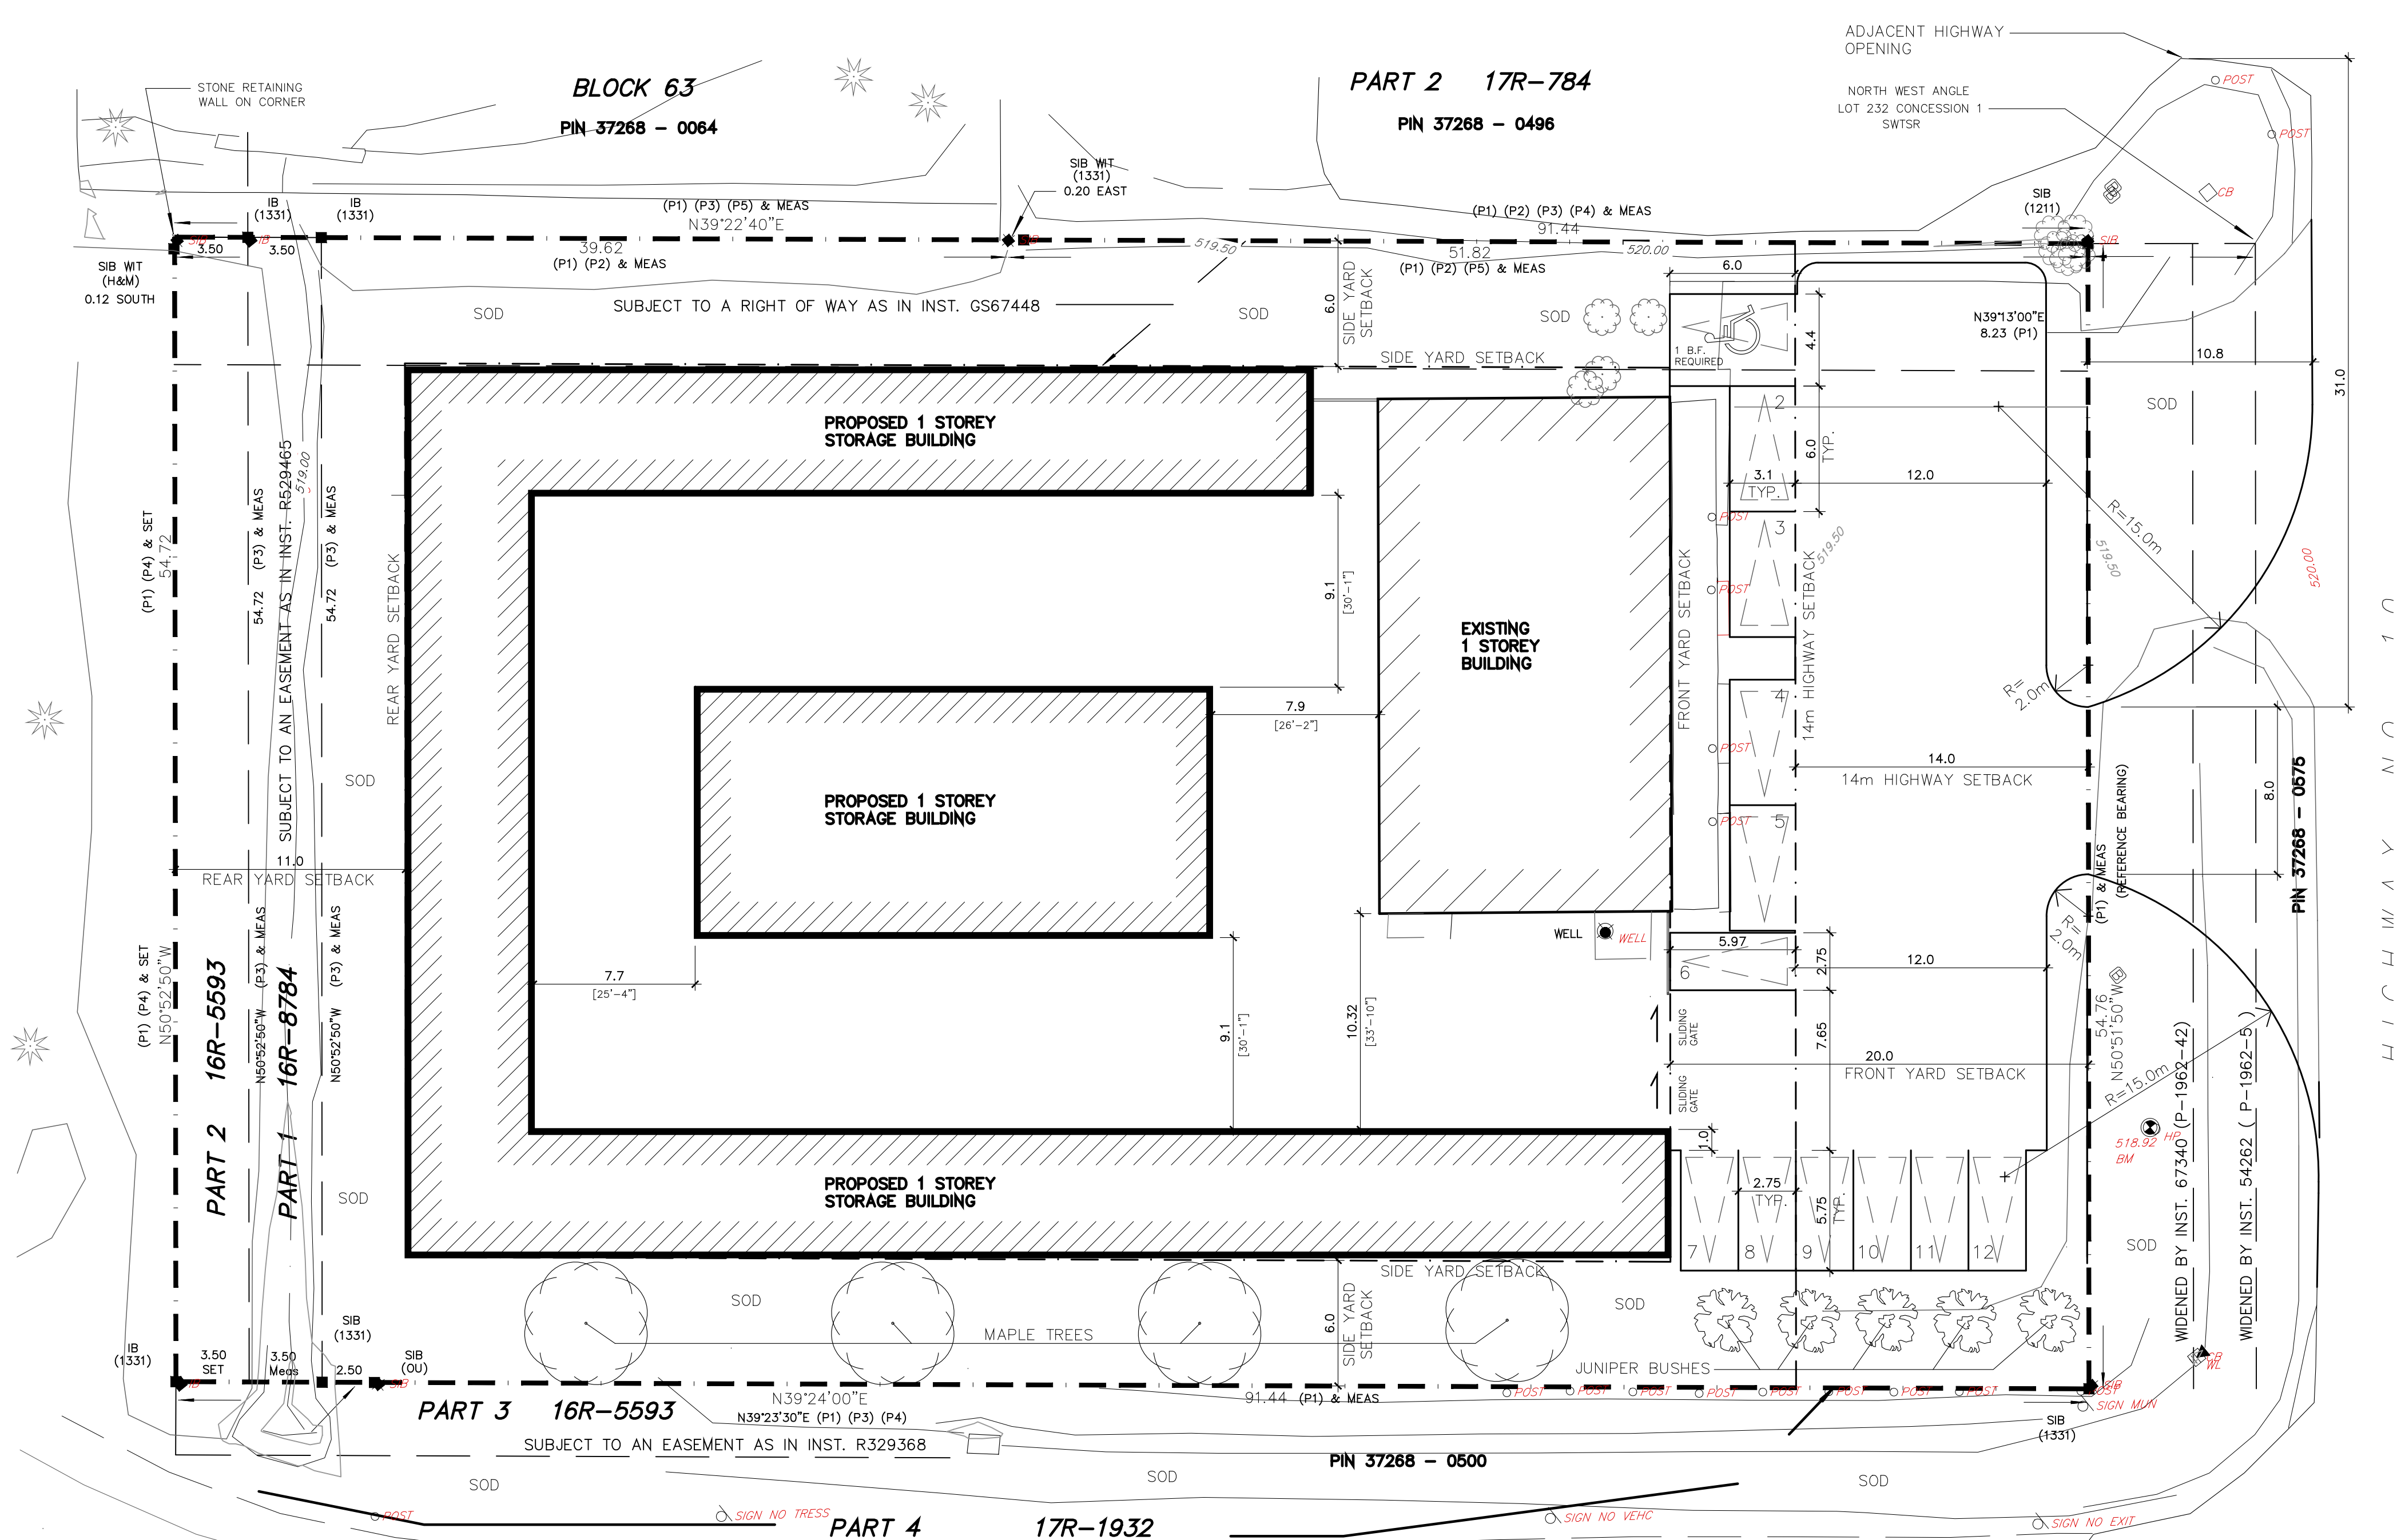 ADJACENT HIGHWAY
OPENING
STONE RETAINING
WALL ON CORNER
BLOCK 63
PIN 37268 - 0064
PART 2 17R-784
PIN 37268 - 0496
NORTH WEST ANGLE
LOT 232 CONCESSION 1
SWTSR
POST
POST
CB
SIB WIT
(1331)
0.20 EAST
IB
(1331)
IB
(1331)
SIB
(1211)
(P1) (P3) (P5) & MEAS
N39°22'40"E
39.62
(P1) (P2) & MEAS
(P1) (P2) (P3) (P4) & MEAS
91.44
51.82
(P1) (P2) (P5) & MEAS
519.50
520.00
SIB
IB
SIB
SIB
3.50
3.50
SIB WIT
(H&M)
0.12 SOUTH
SOD
SUBJECT TO A RIGHT OF WAY AS IN INST. GS67448
SOD
6.0
SIDE YARD
SETBACK
SIDE YARD SETBACK
SOD
6.0
1 B.F.
REQUIRED
4.4
N39°13'00"E
8.23 (P1)
10.8
31.0
SOD
PROPOSED 1 STOREY
STORAGE BUILDING
2
6.0
TYP.
3.1
TYP.
12.0
R=15.0m
POST
3
519.50
519.50
520.00
(P1) (P4) & SET
54.72
54.72 (P3) & MEAS
SUBJECT TO AN EASEMENT AS IN INST. R529465
519.00
54.72 (P3) & MEAS
REAR YARD SETBACK
9.1
[30'-1"]
EXISTING
1 STOREY
BUILDING
FRONT YARD SETBACK
14m HIGHWAY SETBACK
POST
4
R=
2.0m
7.9
[26'-2"]
POST
14.0
14m HIGHWAY SETBACK
8.0
PIN 37268 - 0575
HIGHWAY NO 10
SOD
PROPOSED 1 STOREY
STORAGE BUILDING
POST
5
(P1) & MEAS
(REFERENCE BEARING)
11.0
REAR YARD SETBACK
WELL
WELL
5.97
6
2.75
12.0
R=
2.0m
(P1) (P4) & SET
N50°52'50"W
PART 2 16R-5593
N50°52'50"W (P3) & MEAS
PART 1 16R-8784
N50°52'50"W (P3) & MEAS
7.7
[25'-4"]
9.1
[30'-1"]
10.32
[33'-10"]
SLIDING
GATE
SLIDING
GATE
7.65
20.0
FRONT YARD SETBACK
54.76
N50°51'50"W
B
R=15.0m
518.92 HP
BM
WIDENED BY INST. 67340 (P-1962-42)
WIDENED BY INST. 54262 ( P-1962-5 )
1.0
SOD
PROPOSED 1 STOREY
STORAGE BUILDING
2.75
TYP.
5.75
TYP.
7
8
9
10
11
12
SOD
SIDE YARD SETBACK
SOD
6.0
SIDE YARD
SETBACK
SOD
MAPLE TREES
JUNIPER BUSHES
CB
WL
IB
(1331)
3.50
SET
3.50
Meas
SIB
(1331)
2.50
SIB
(OU)
IB
SIB
N39°24'00"E
N39°23'30"E (P1) (P3) (P4)
91.44 (P1) & MEAS
POST
POST
POST
POST
POST
POST
POST
POST
POST
SIB
SIGN MUN
SIB
(1331)
PART 3 16R-5593
SUBJECT TO AN EASEMENT AS IN INST. R329368
PIN 37268 - 0500
SOD
SOD
SOD
POST
SIGN NO TRESS
PART 4 17R-1932
SIGN NO VEHC
SIGN NO EXIT